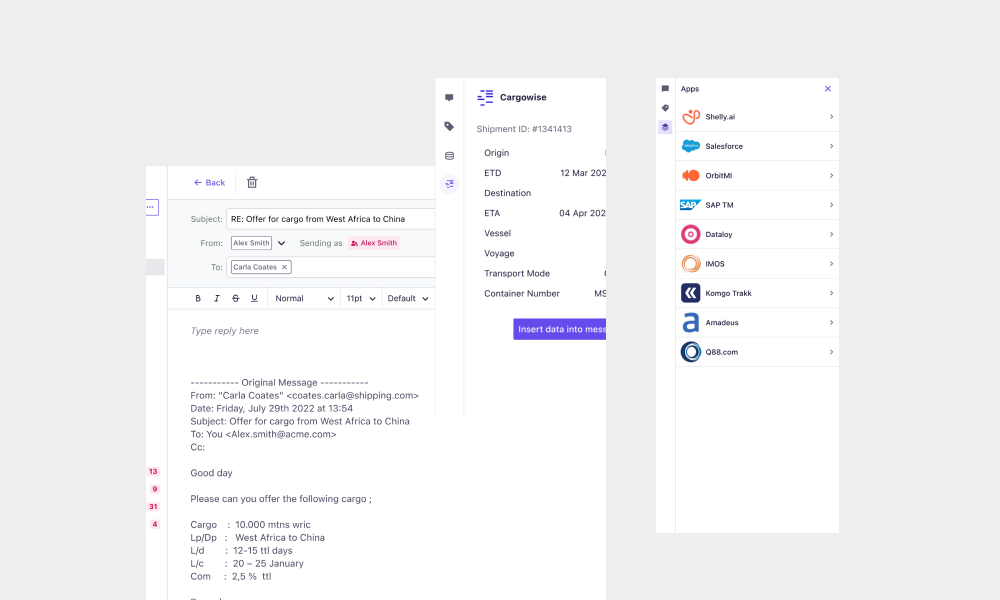 Back
Subject: RE: Offer for cargo from West Africa to China
From: Alex Smith Sending as Alex Smith
To: Carla Coates
B I S U Normal 11pt Default
Type reply here
----------- Original Message -----------
From: "Carla Coates" <coates.carla@shipping.com>
Date: Friday, July 29th 2022 at 13:54
Subject: Offer for cargo from West Africa to China
To: You <Alex.smith@acme.com>
Cc:
Good day
Please can you offer the following cargo ;
Cargo : 10.000 mtns wric
Lp/Dp : West Africa to China
L/d : 12-15 ttl days
L/c : 20 – 25 January
Com : 2,5 % ttl
13
9
31
4
Cargowise
Shipment ID: #1341413
Origin
ETD 12 Mar 202
Destination
ETA 04 Apr 202
Vessel
Voyage
Transport Mode
Container Number MS
Insert data into mess
Apps
Shelly.ai
Salesforce
OrbitMI
SAP SAP TM
Dataloy
IMOS
Komgo Trakk
Amadeus
Q88.com